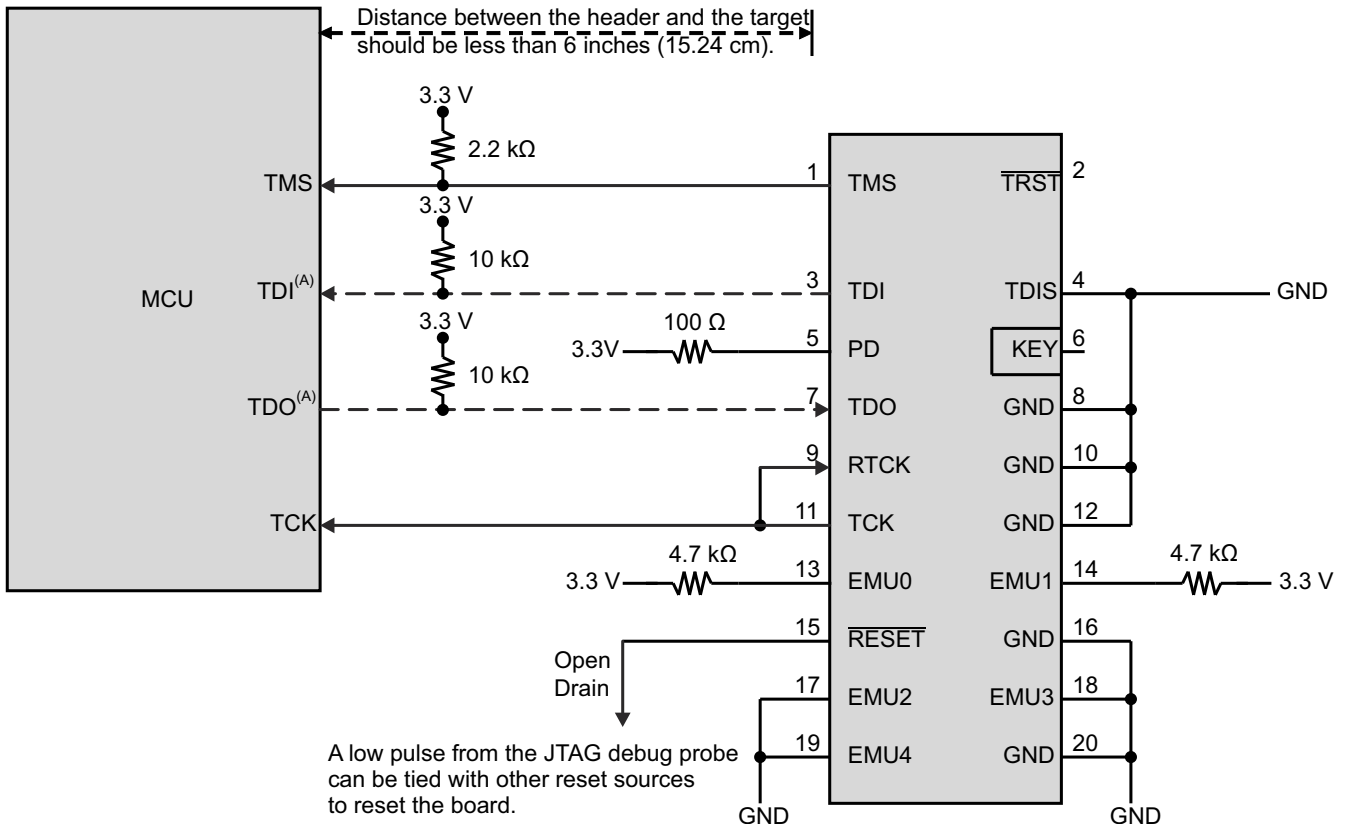 Distance between the header and the target
should be less than 6 inches (15.24 cm).
3.3 V
2.2 kΩ
TMS
1
TMS
TRST
2
3.3 V
10 kΩ
MCU
TDI(A)
3
TDI
TDIS
4
GND
3.3 V
10 kΩ
3.3V
100 Ω
5
PD
KEY
6
TDO(A)
7
TDO
GND
8
9
RTCK
GND
10
TCK
11
TCK
GND
12
3.3 V
4.7 kΩ
13
EMU0
EMU1
14
4.7 kΩ
3.3 V
15
RESET
GND
16
Open
Drain
17
EMU2
EMU3
18
A low pulse from the JTAG debug probe
can be tied with other reset sources
to reset the board.
19
EMU4
GND
20
GND
GND